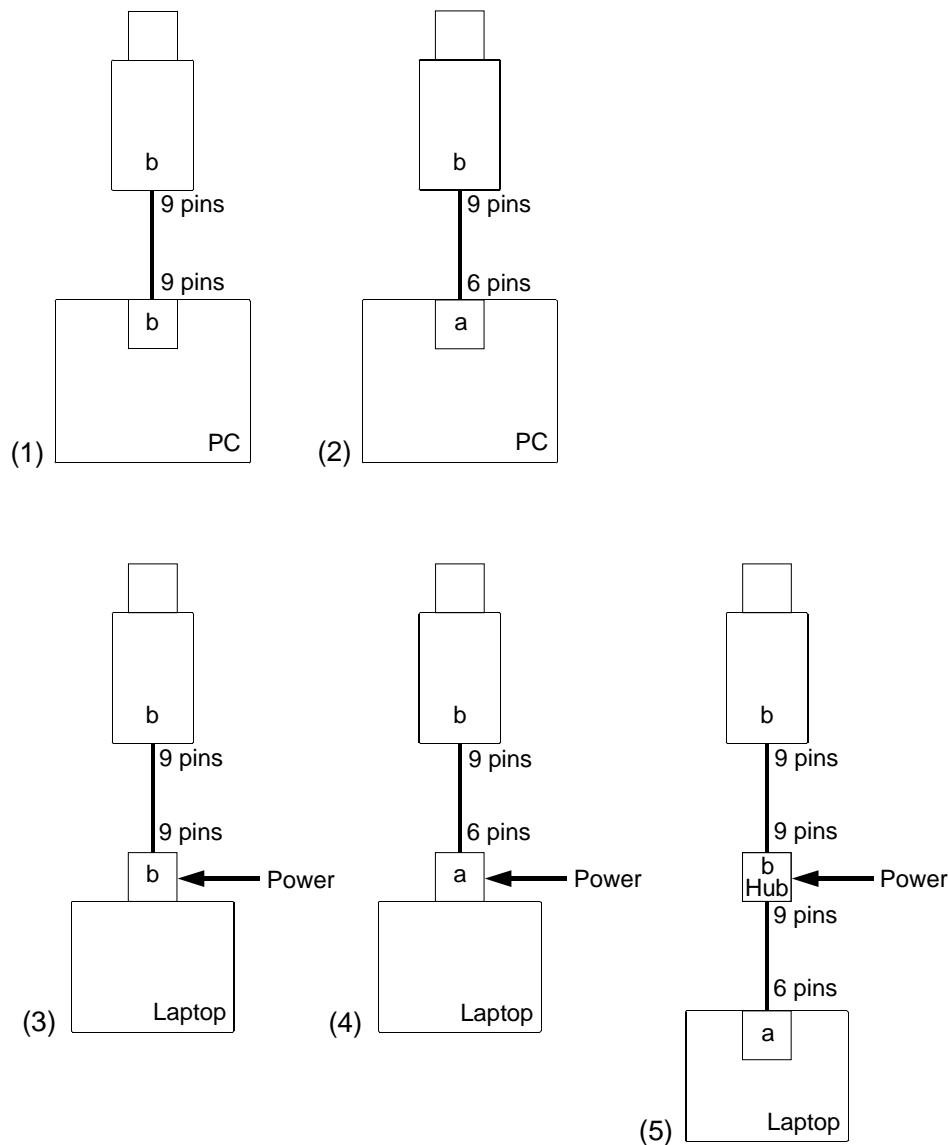 b
9 pins
9 pins
b
PC
(1)
b
9 pins
6 pins
a
PC
(2)
b
9 pins
9 pins
b
Power
Laptop
(3)
b
9 pins
6 pins
a
Power
Laptop
(4)
b
9 pins
9 pins
b
Hub
Power
9 pins
6 pins
a
Laptop
(5)